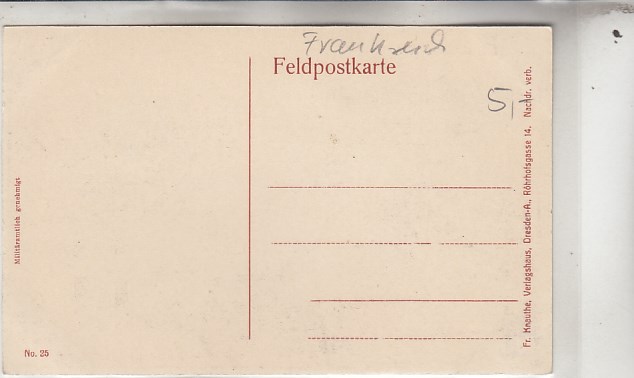 Frankreich
Feldpostkarte
5,-
Militäramtlich genehmigt
No. 25
Fr. Knauthe, Verlagshaus, Dresden-A., Röhrhofsgasse 14. Nachdr. verb.